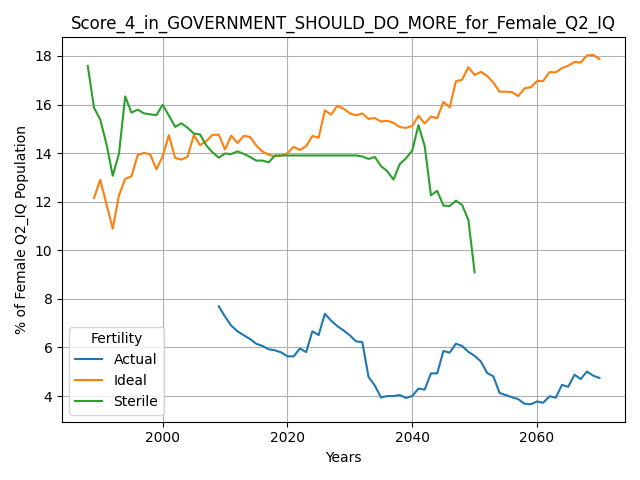 Score_4_in_GOVERNMENT_SHOULD_DO_MORE_for_Female_Q2_IQ
% of Female Q2_IQ Population
18
16
14
12
10
8
6
4
Fertility
Actual
Ideal
Sterile
2000 2020 2040 2060
Years